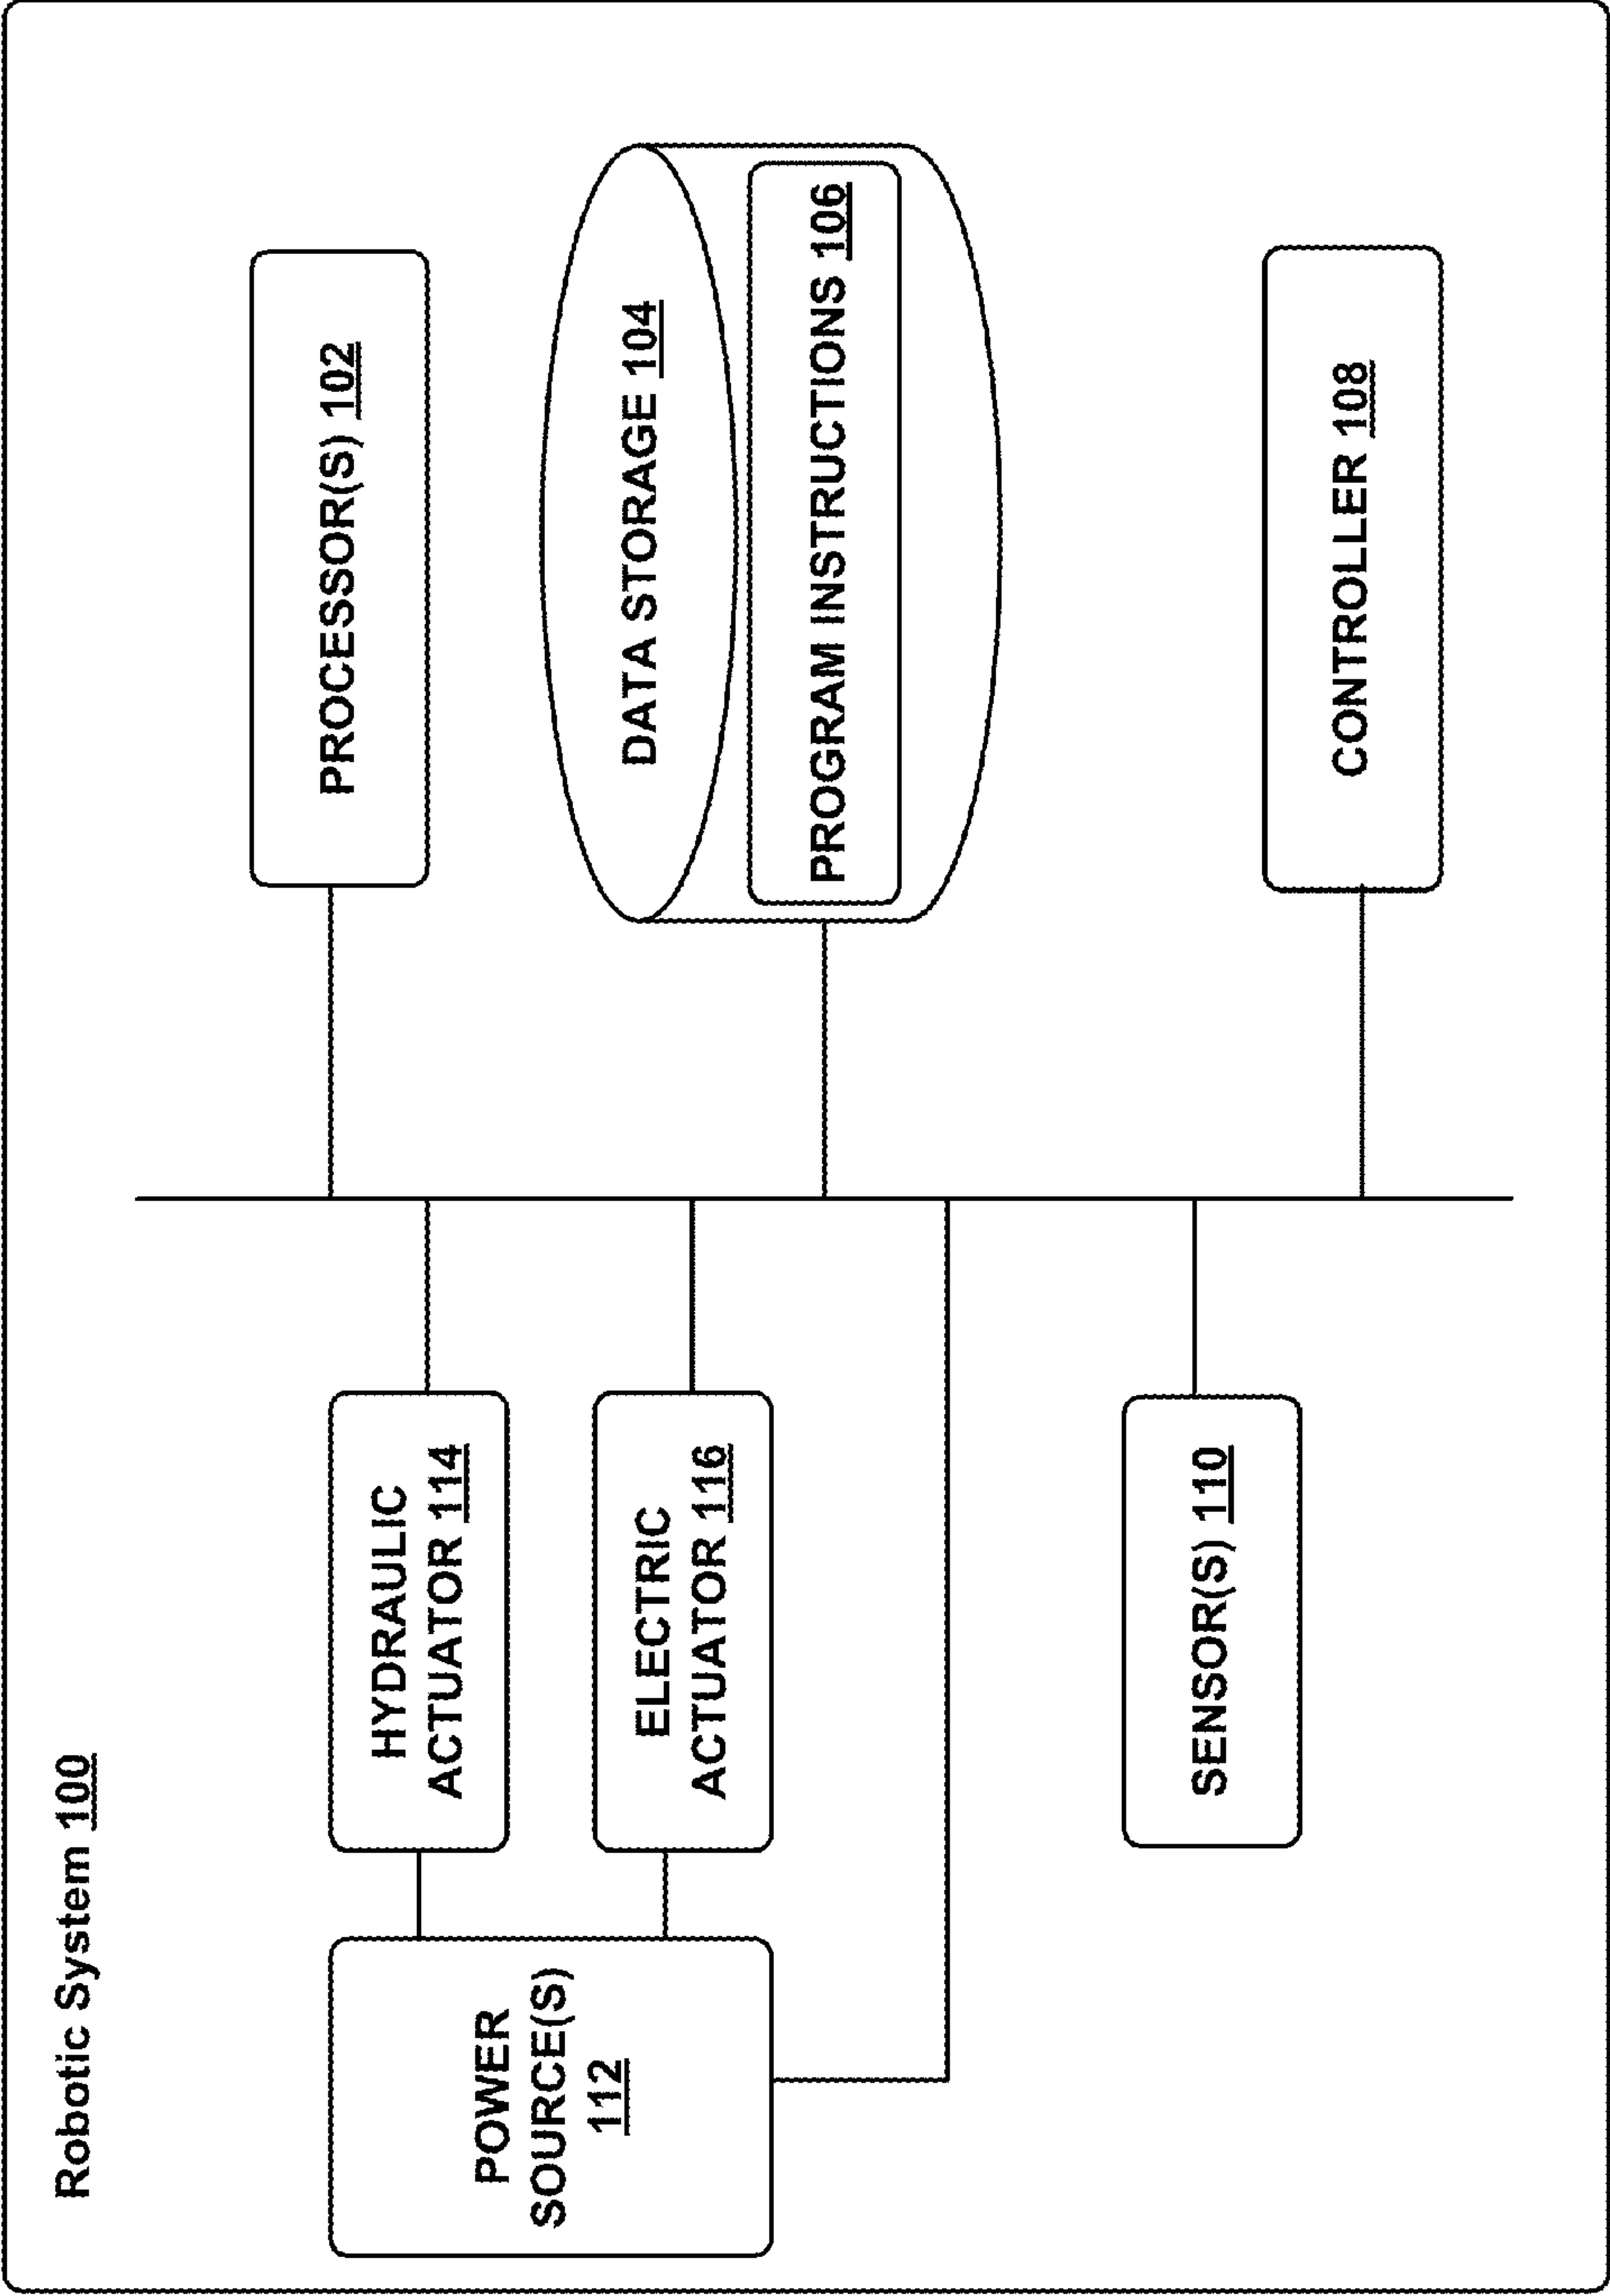 Robotic System 100
HYDRAULIC
ACTUATOR 114
PROCESSOR(S) 102
POWER
SOURCE(S)
112
ELECTRIC
ACTUATOR 116
DATA STORAGE 104
PROGRAM INSTRUCTIONS 106
SENSOR(S) 110
CONTROLLER 108